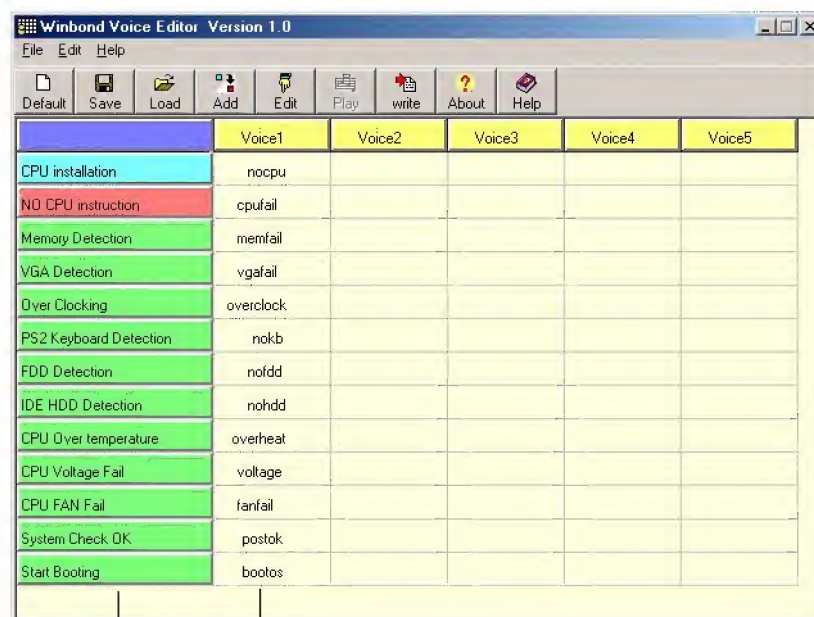 Winbond Voice Editor Version 1.0
File Edit Help
Default Save Load Add Edit Play write About Help
Voice1 Voice2 Voice3 Voice4 Voice5
CPU installation nocpu
NO CPU instruction cpufail
Memory Detection memfail
VGA Detection vgafail
Over Clocking overclock
PS2 Keyboard Detection nokb
FDD Detection nofdd
IDE HDD Detection nohdd
CPU Over temperature overheat
CPU Voltage Fail voltage
CPU FAN Fail fanfail
System Check OK postok
Start Booting bootos